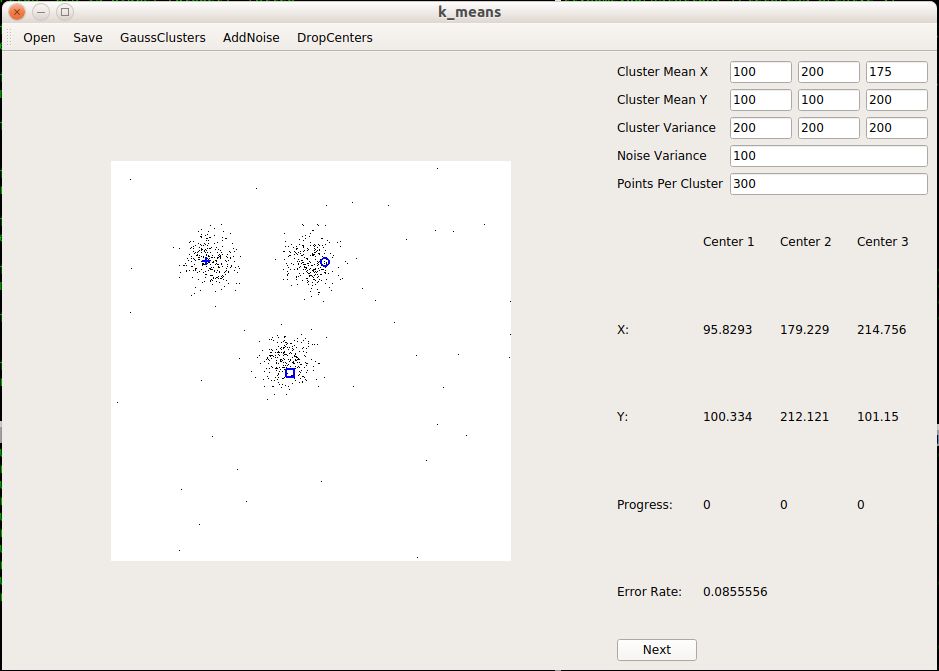 k_means
Open Save GaussClusters AddNoise DropCenters
Cluster Mean X 100 200 175
Cluster Mean Y 100 100 200
Cluster Variance 200 200 200
Noise Variance 100
Points Per Cluster 300
Center 1 Center 2 Center 3
X: 95.8293 179.229 214.756
Y: 100.334 212.121 101.15
Progress: 0 0 0
Error Rate: 0.0855556
Next